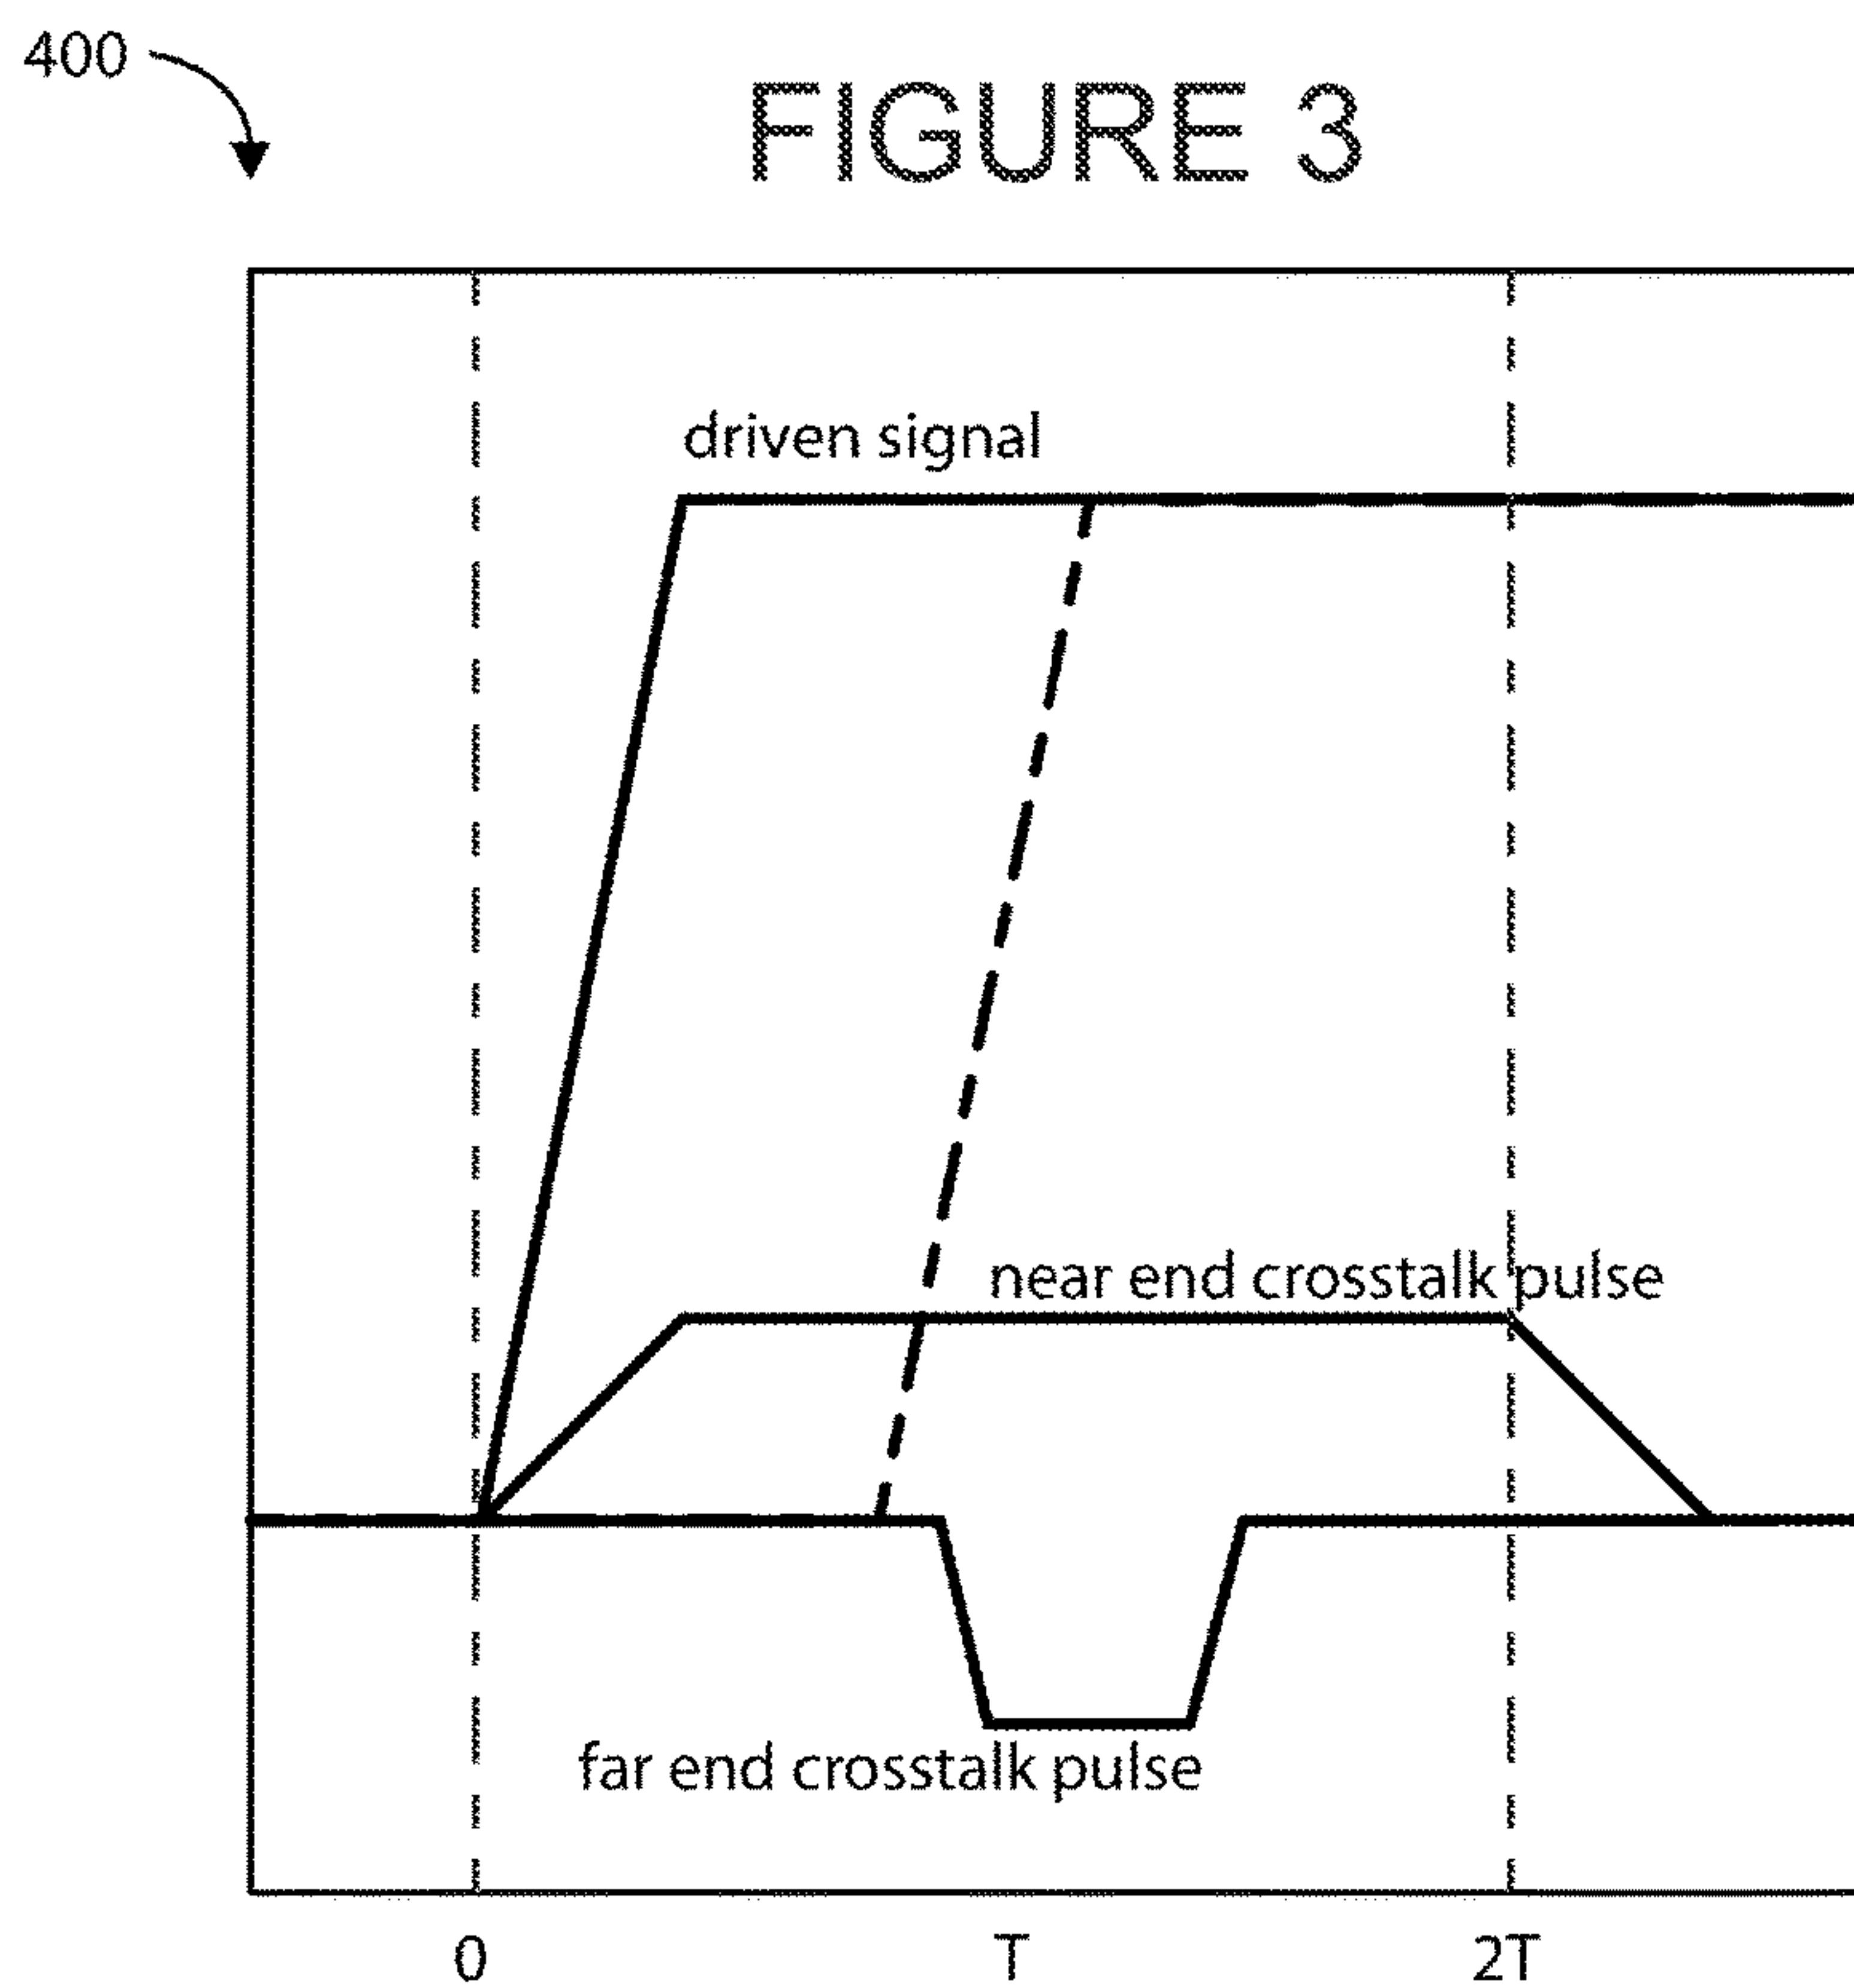 400
FIGURE 3
driven signal
near end crosstalk pulse
far end crosstalk pulse
0 T 2T